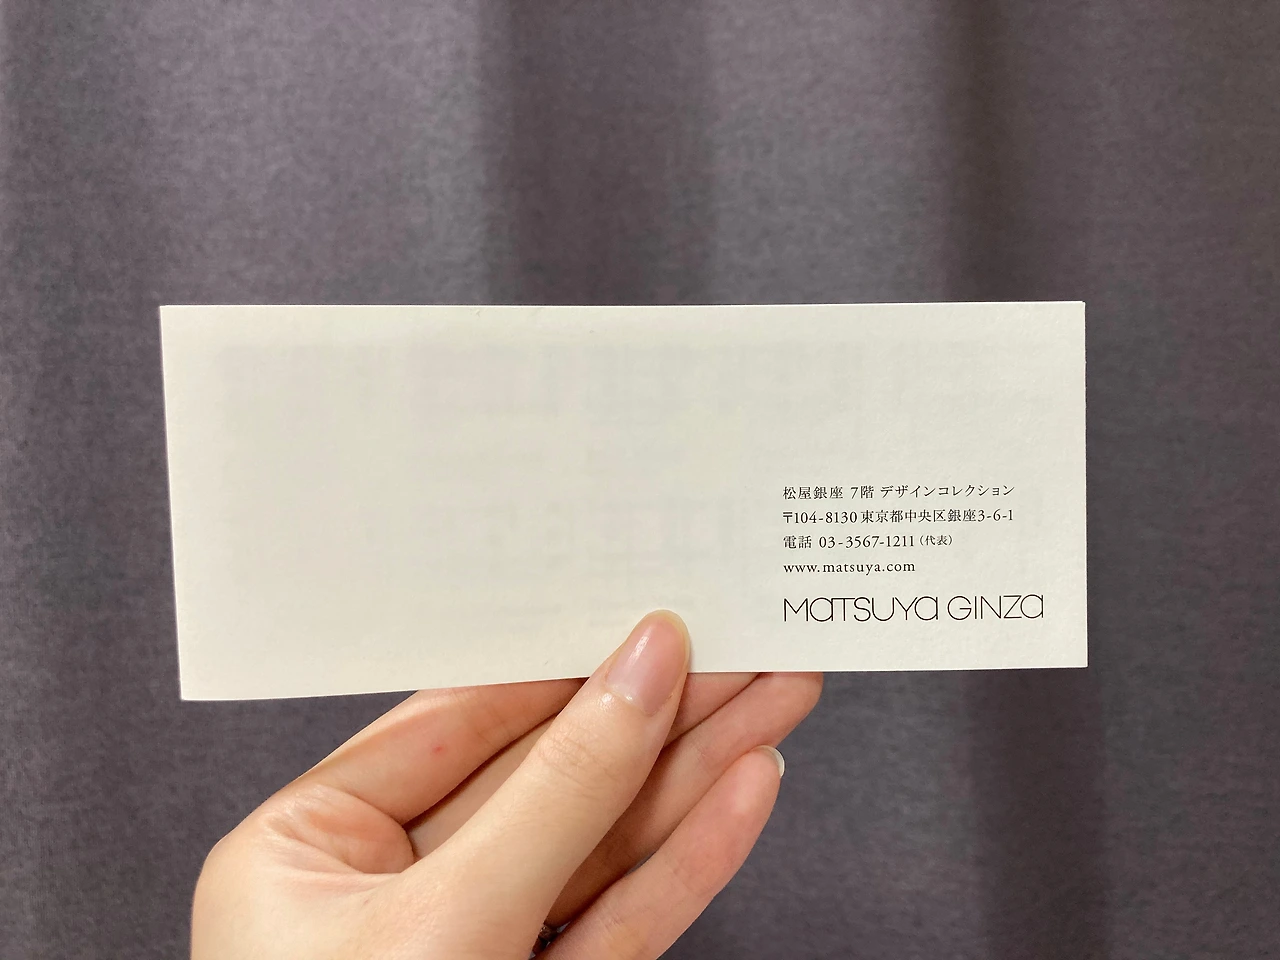 松屋銀座 7階 デザインコレクション
〒104-8130 東京都中央区銀座3-6-1
電話 03-3567-1211（代表）
www.matsuya.com
MATSUYA GINZA